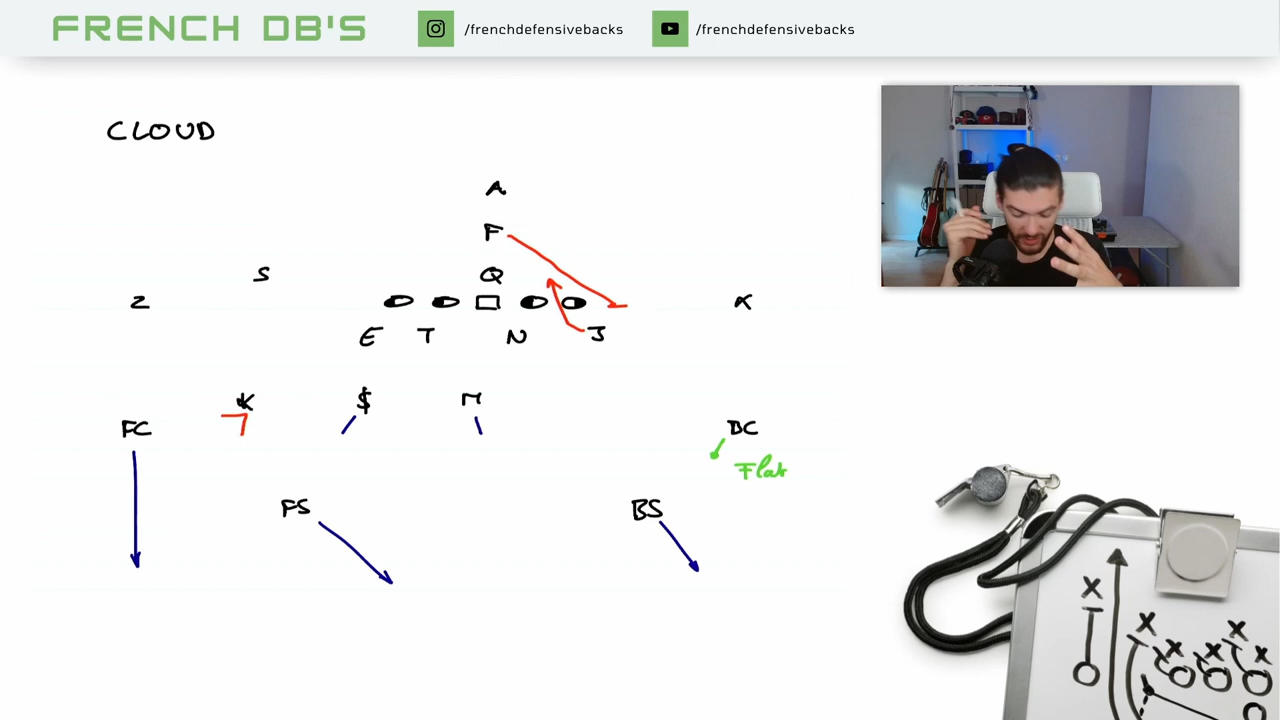 FRENCH DB'S
/frenchdefensivebacks
/frenchdefensivebacks
CLOUD
A
F
S Q
Z X
E T N J
K $ M
FC BC
Flat
FS BS
X
X X X X